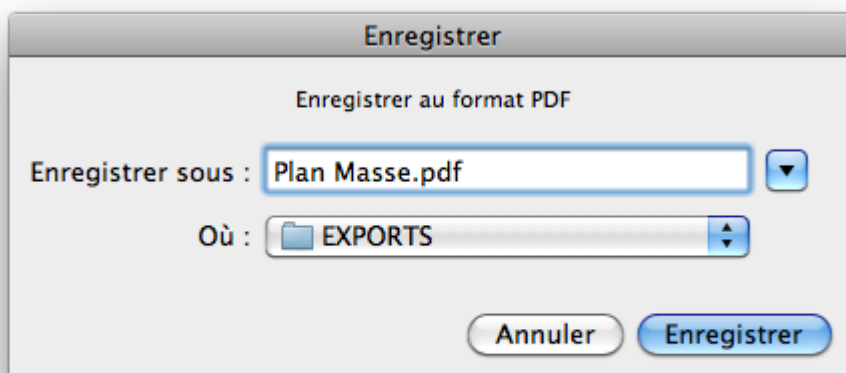 Enregistrer
Enregistrer au format PDF
Enregistrer sous : Plan Masse.pdf
Où : EXPORTS
Annuler Enregistrer